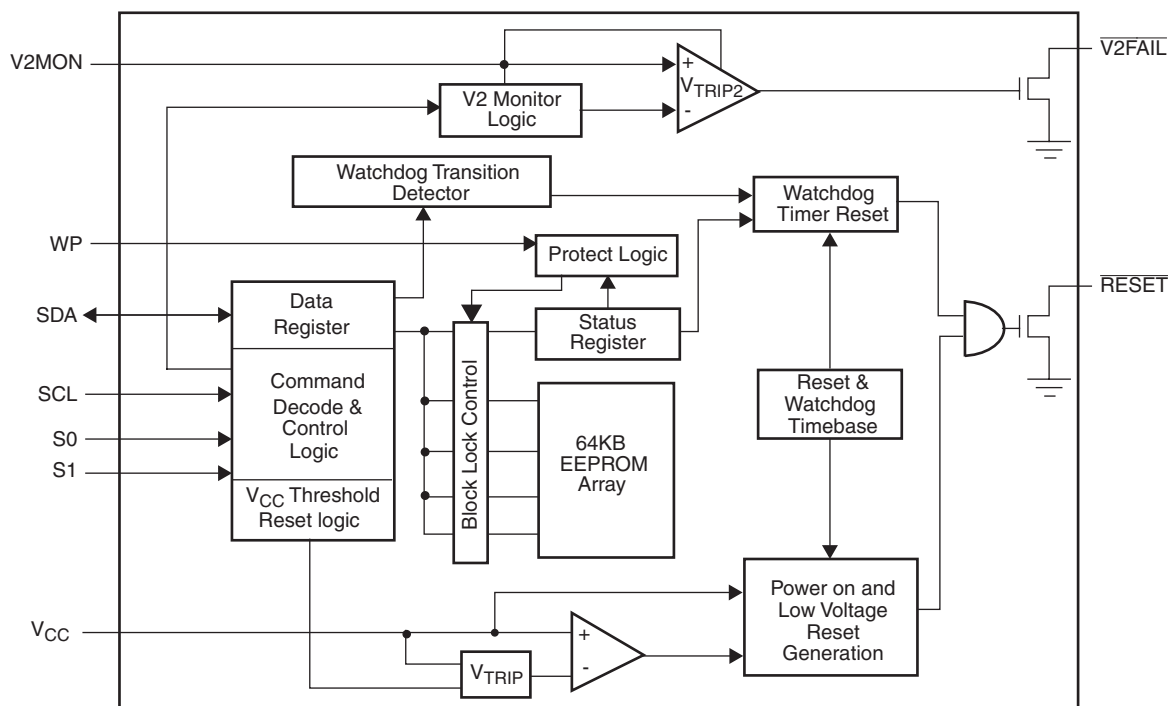 V2MON
V2 Monitor
Logic
+
VTRIP2
-
V2FAIL
Watchdog Transition
Detector
Watchdog
Timer Reset
WP
Protect Logic
SDA
Data
Register
Status
Register
RESET
SCL
S0
S1
Command
Decode &
Control
Logic
Block Lock Control
64KB
EEPROM
Array
Reset &
Watchdog
Timebase
VCC Threshold
Reset logic
VCC
VTRIP
+
-
Power on and
Low Voltage
Reset
Generation